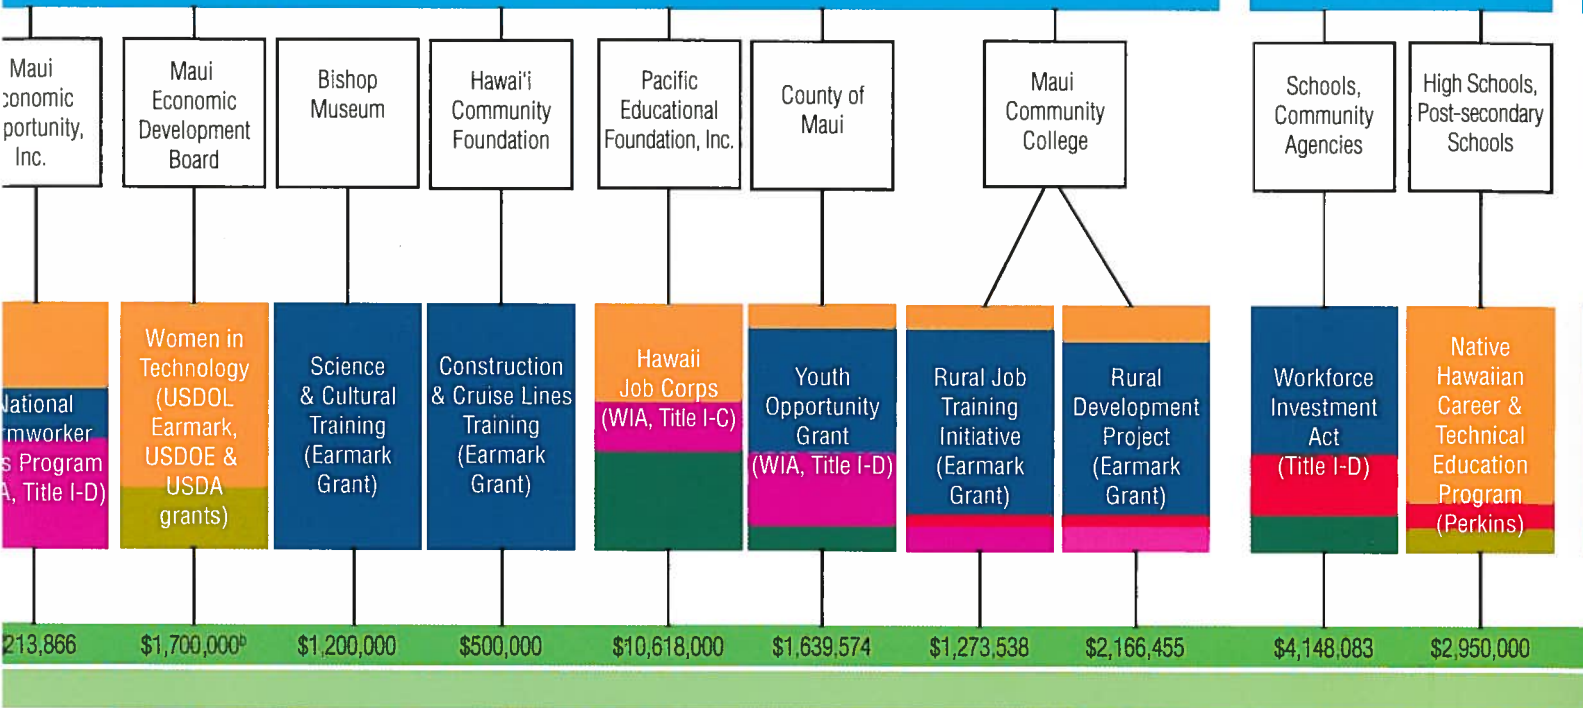 Maui
conomic
portunity,
Inc.
Maui
Economic
Development
Board
Bishop
Museum
Hawai'i
Community
Foundation
Pacific
Educational
Foundation, Inc.
County of
Maui
Maui
Community
College
Schools,
Community
Agencies
High Schools,
Post-secondary
Schools
National
rmworker
s Program
A, Title I-D)
Women in
Technology
(USDOL
Earmark,
USDOE &
USDA
grants)
Science
& Cultural
Training
(Earmark
Grant)
Construction
& Cruise Lines
Training
(Earmark
Grant)
Hawaii
Job Corps
(WIA, Title I-C)
Youth
Opportunity
Grant
(WIA, Title I-D)
Rural Job
Training
Initiative
(Earmark
Grant)
Rural
Development
Project
(Earmark
Grant)
Workforce
Investment
Act
(Title I-D)
Native
Hawaiian
Career &
Technical
Education
Program
(Perkins)
213,866
$1,700,000ᵇ
$1,200,000
$500,000
$10,618,000
$1,639,574
$1,273,538
$2,166,455
$4,148,083
$2,950,000